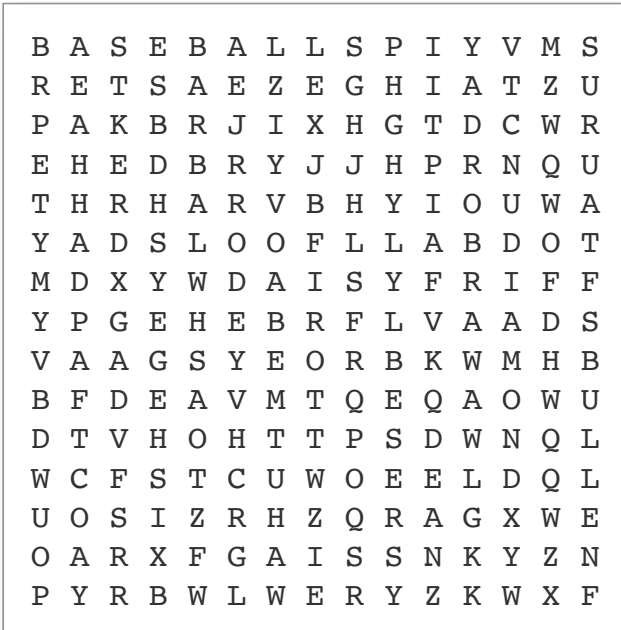 B A S E B A L L S P I Y V M S
R E T S A E Z E G H I A T Z U
P A K B R J I X H G T D C W R
E H E D B R Y J J H P R N Q U
T H R H A R V B H Y I O U W A
Y A D S L O O F L L A B D O T
M D X Y W D A I S Y F R I F F
Y P G E H E B R F L V A A D S
V A A G S Y E O R B K W M H B
B F D E A V M T Q E Q A O W U
D T V H O H T T P S D W N Q L
W C F S T C U W O E E L D Q L
U O S I Z R H Z Q R A G X W E
O A R X F G A I S S N K Y Z N
P Y R B W L W E R Y Z K W X F